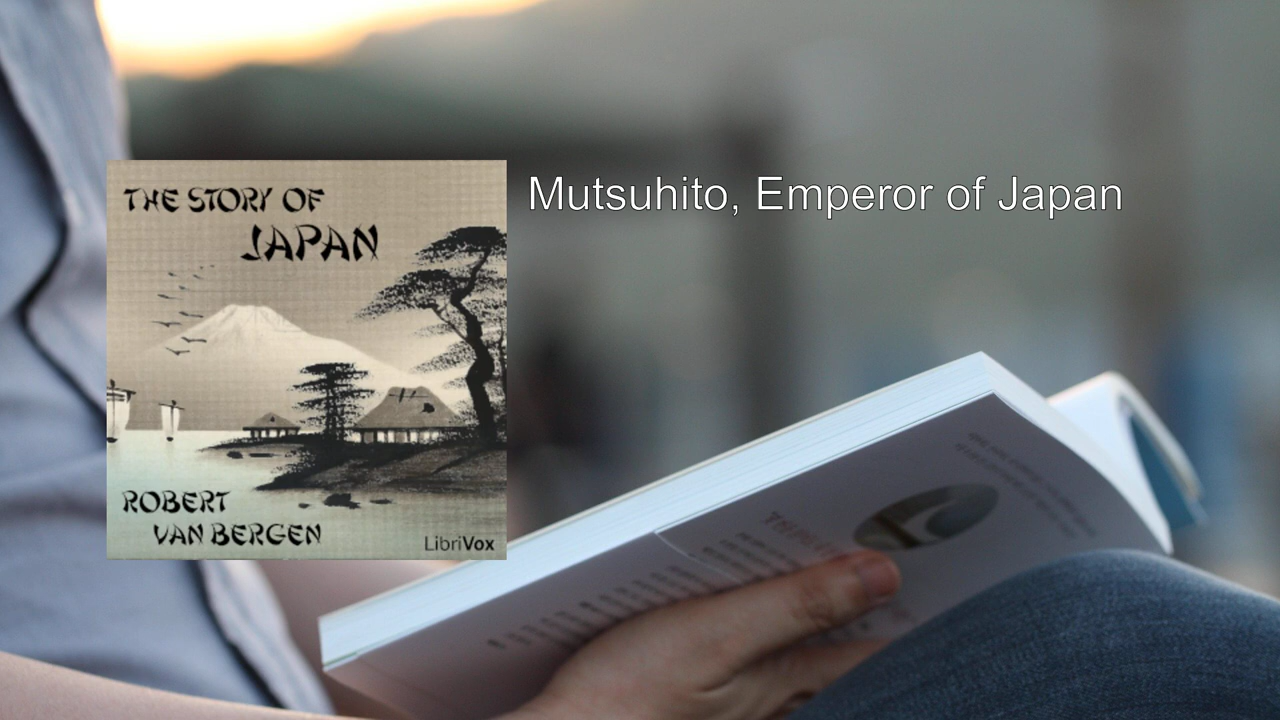 THE STORY OF
JAPAN
ROBERT
VAN BERGEN
LibriVox
Mutsuhito, Emperor of Japan